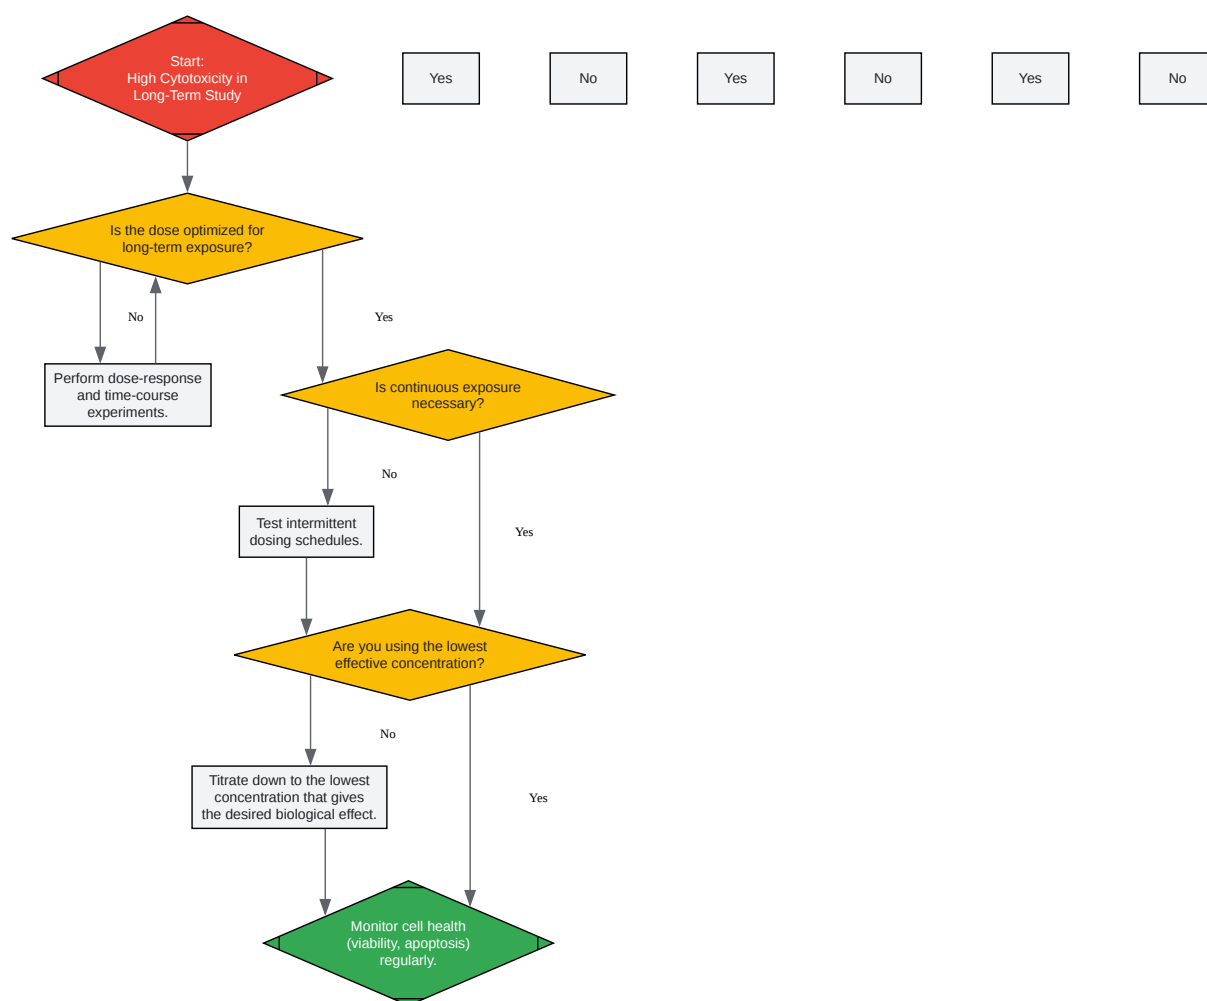 Start:
High Cytotoxicity in
Long-Term Study
Yes
No
Yes
No
Yes
No
Is the dose optimized for
long-term exposure?
No
Yes
Perform dose-response
and time-course
experiments.
Is continuous exposure
necessary?
No
Test intermittent
dosing schedules.
Yes
Are you using the lowest
effective concentration?
No
Titrate down to the lowest
concentration that gives
the desired biological effect.
Yes
Monitor cell health
(viability, apoptosis)
regularly.